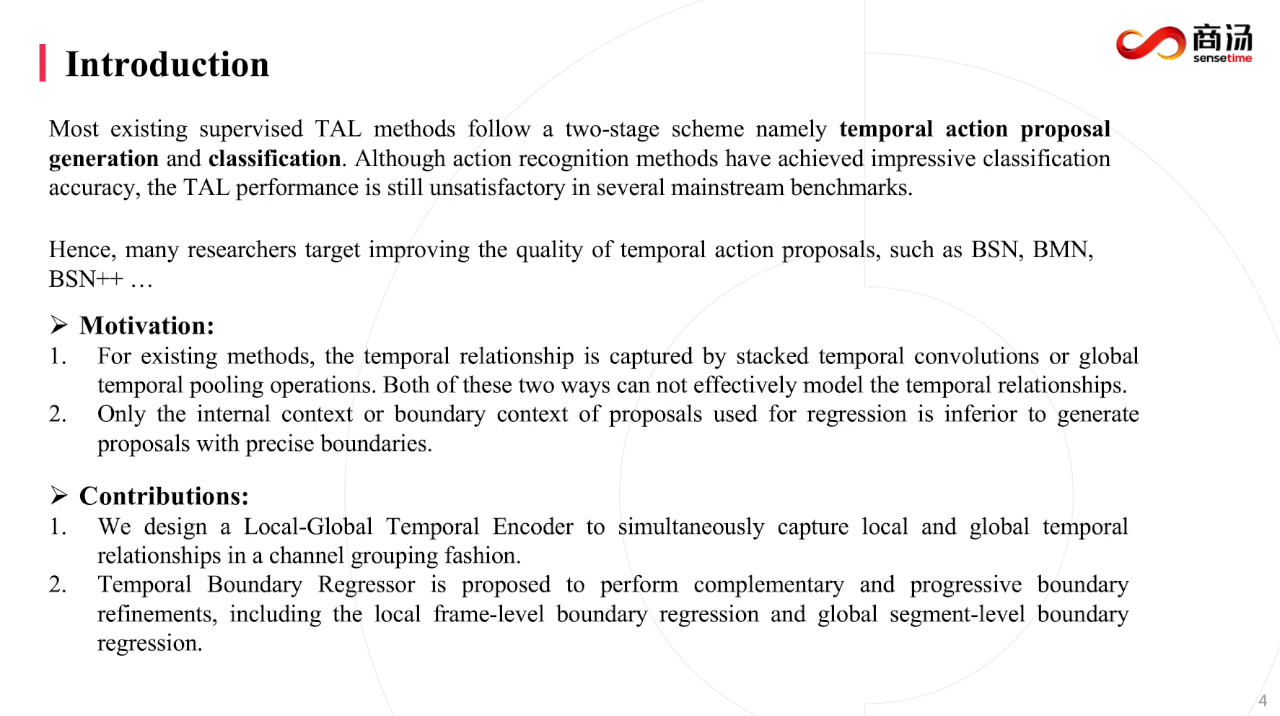 Introduction
商汤
sensetime
Most existing supervised TAL methods follow a two-stage scheme namely temporal action proposal
generation and classification. Although action recognition methods have achieved impressive classification
accuracy, the TAL performance is still unsatisfactory in several mainstream benchmarks.
Hence, many researchers target improving the quality of temporal action proposals, such as BSN, BMN,
BSN++ …
➢ Motivation:
1. For existing methods, the temporal relationship is captured by stacked temporal convolutions or global
temporal pooling operations. Both of these two ways can not effectively model the temporal relationships.
2. Only the internal context or boundary context of proposals used for regression is inferior to generate
proposals with precise boundaries.
➢ Contributions:
1. We design a Local-Global Temporal Encoder to simultaneously capture local and global temporal
relationships in a channel grouping fashion.
2. Temporal Boundary Regressor is proposed to perform complementary and progressive boundary
refinements, including the local frame-level boundary regression and global segment-level boundary
regression.
4